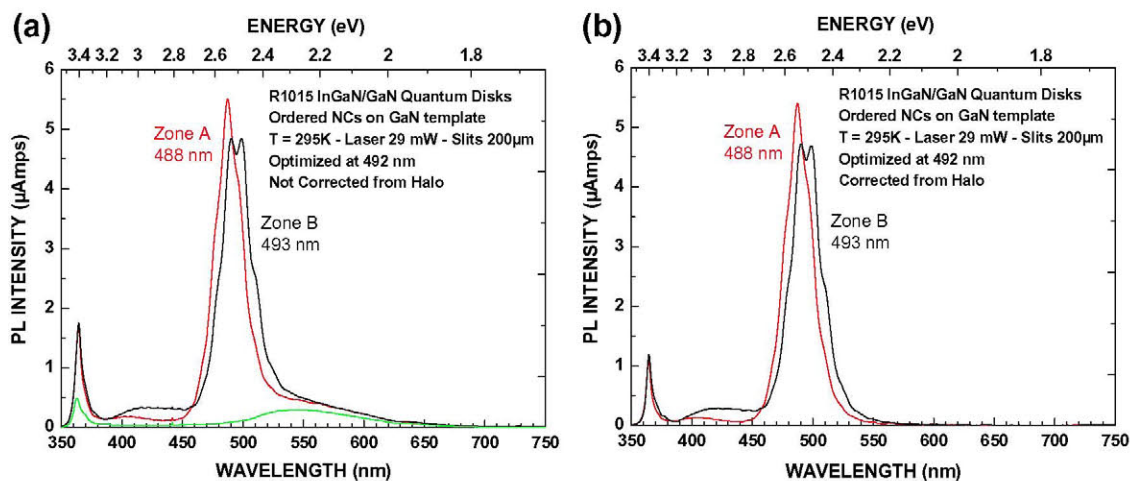 (a)
ENERGY (eV)
3.4 3.2 3 2.8 2.6 2.4 2.2 2 1.8
6
5
4
3
2
1
0
PL INTENSITY (µAmps)
R1015 InGaN/GaN Quantum Disks
Ordered NCs on GaN template
T = 295K - Laser 29 mW - Slits 200µm
Optimized at 492 nm
Not Corrected from Halo
Zone A
488 nm
Zone B
493 nm
350 400 450 500 550 600 650 700 750
WAVELENGTH (nm)
(b)
ENERGY (eV)
3.4 3.2 3 2.8 2.6 2.4 2.2 2 1.8
6
5
4
3
2
1
0
PL INTENSITY (µAmps)
R1015 InGaN/GaN Quantum Disks
Ordered NCs on GaN template
T = 295K - Laser 29 mW - Slits 200µm
Optimized at 492 nm
Corrected from Halo
Zone A
488 nm
Zone B
493 nm
350 400 450 500 550 600 650 700 750
WAVELENGTH (nm)